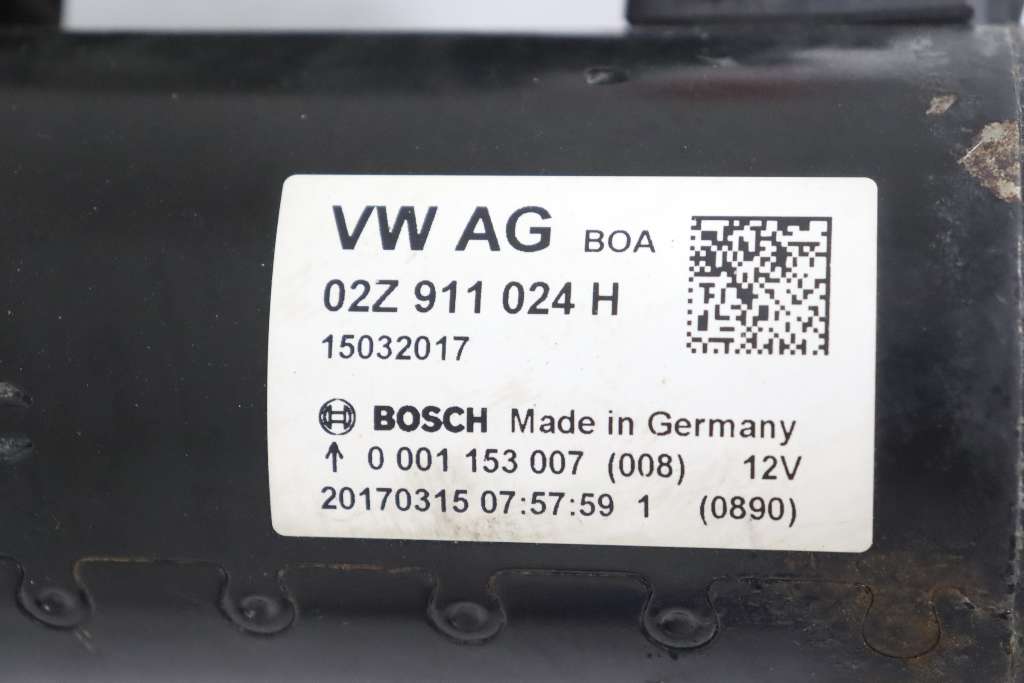 VW AG BOA
02Z 911 024 H
15032017
BOSCH Made in Germany
↑ 0 001 153 007 (008) 12V
20170315 07:57:59 1 (0890)